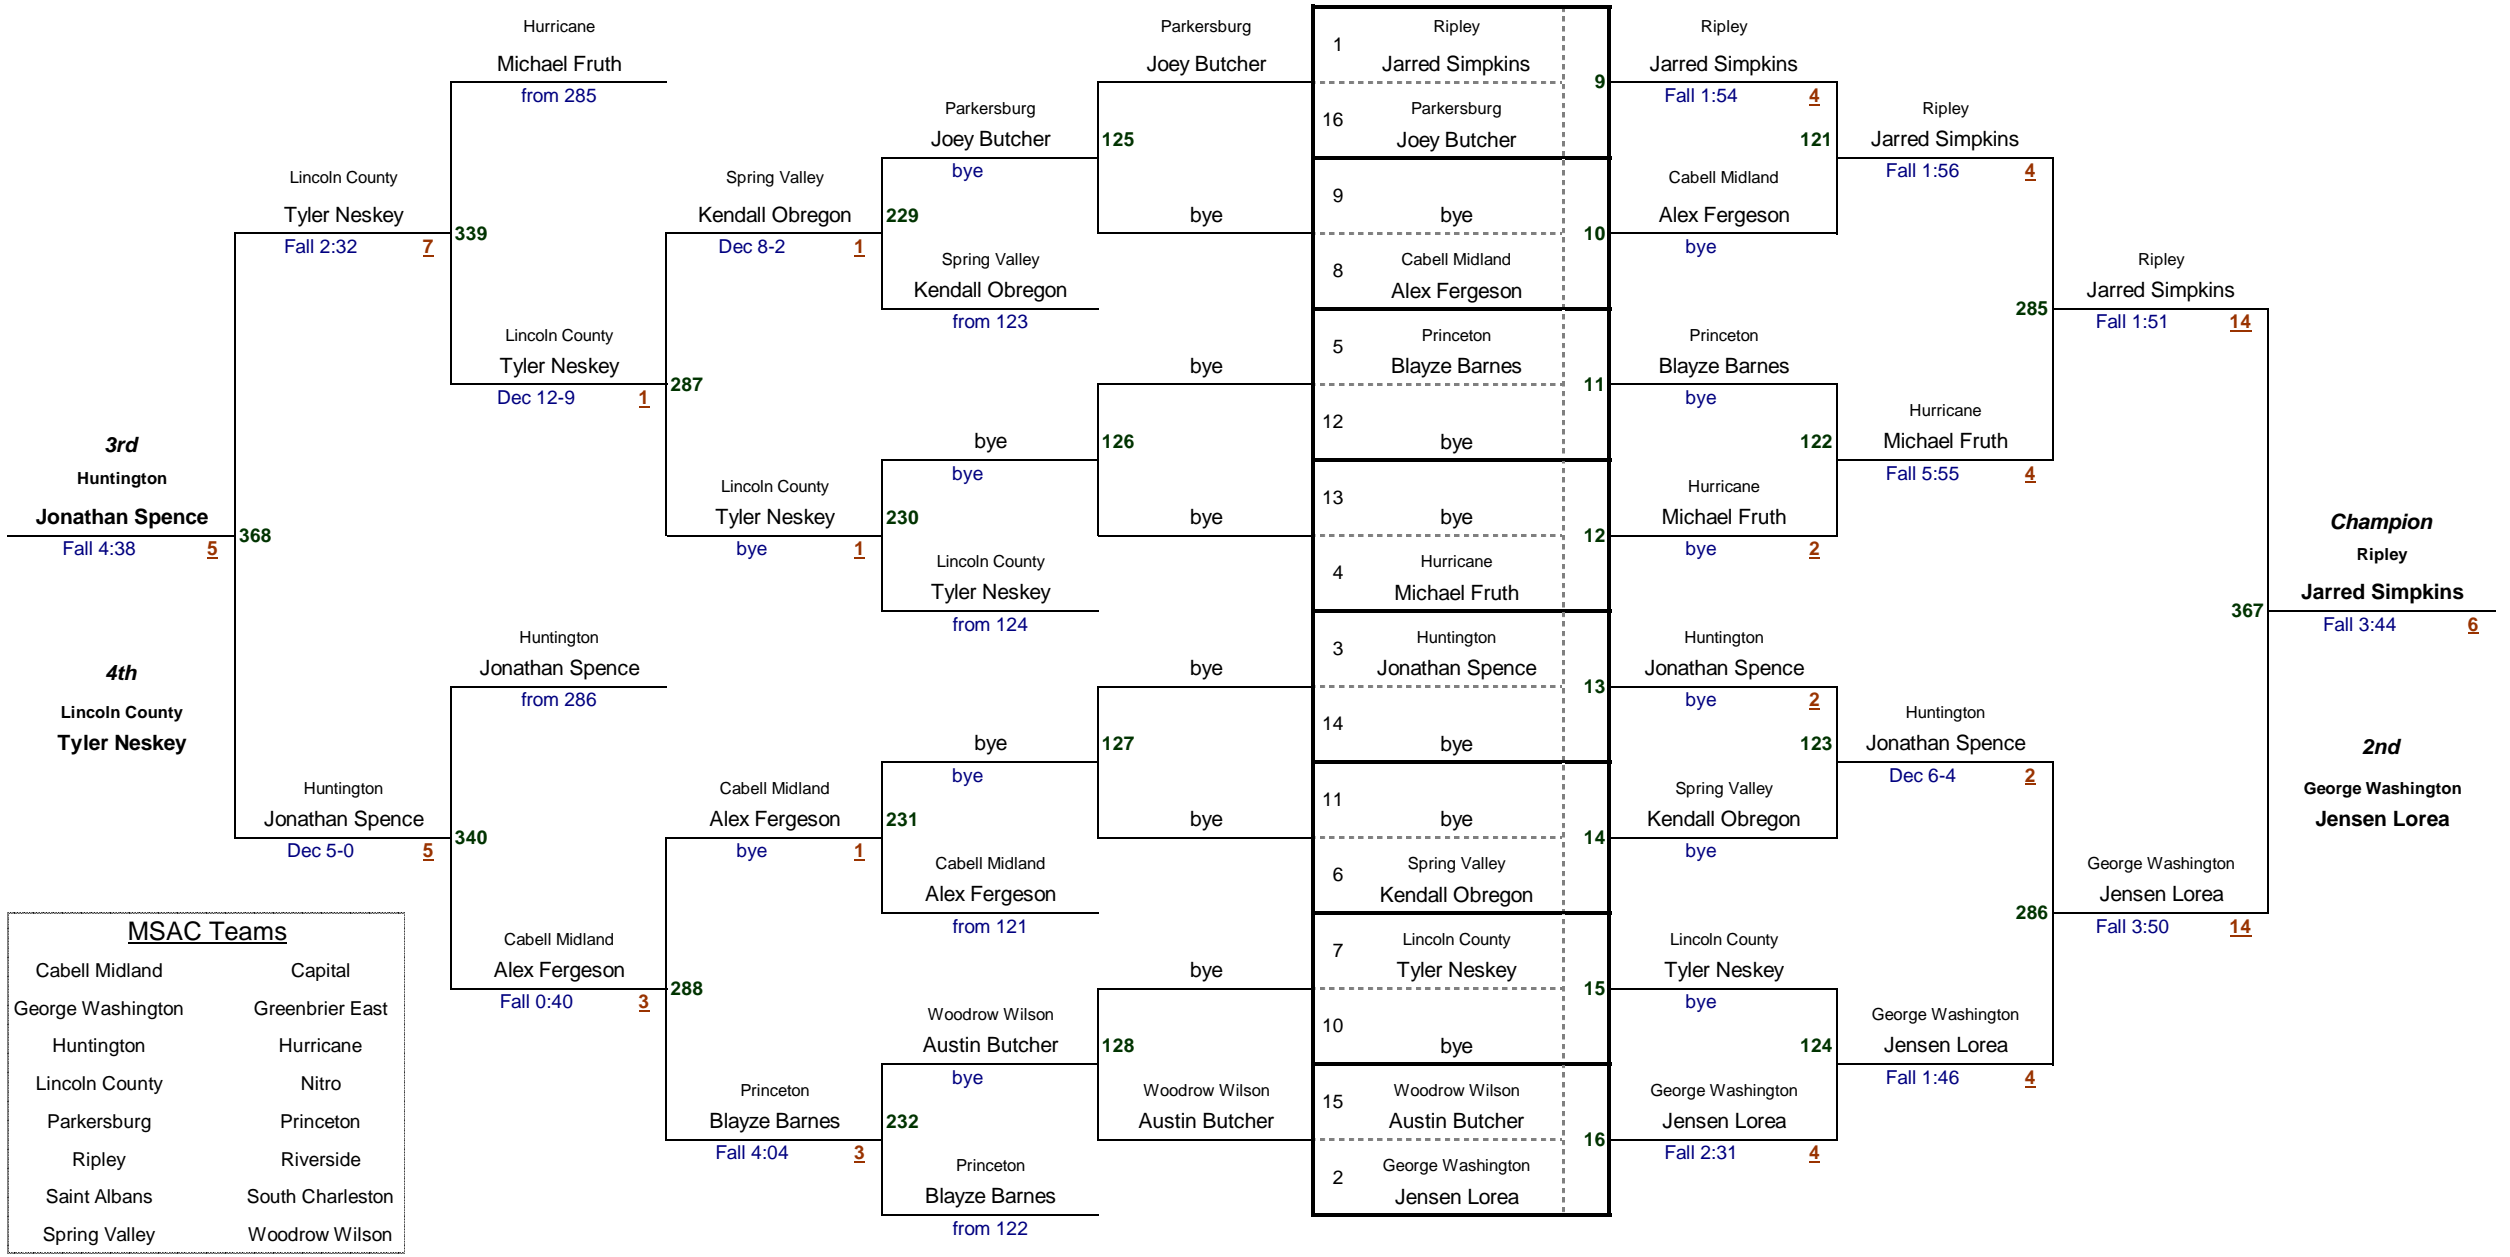 Hurricane
Michael Fruth
from 285
Lincoln County
Tyler Neskey
Fall 2:32
7
339
Lincoln County
Tyler Neskey
Dec 12-9
1
3rd
Huntington
Jonathan Spence
Fall 4:38
5
368
4th
Lincoln County
Tyler Neskey
Huntington
Jonathan Spence
from 286
Huntington
Jonathan Spence
Dec 5-0
5
340
Cabell Midland
Alex Fergeson
Fall 0:40
3
Spring Valley
Kendall Obregon
Dec 8-2
1
287
Lincoln County
Tyler Neskey
bye
1
Cabell Midland
Alex Fergeson
bye
1
288
Princeton
Blayze Barnes
Fall 4:04
3
Parkersburg
Joey Butcher
bye
229
Spring Valley
Kendall Obregon
from 123
bye
bye
230
Lincoln County
Tyler Neskey
from 124
bye
bye
231
Cabell Midland
Alex Fergeson
from 121
Woodrow Wilson
Austin Butcher
bye
232
Princeton
Blayze Barnes
from 122
Parkersburg
Joey Butcher
125
bye
bye
126
bye
bye
127
bye
bye
128
Woodrow Wilson
Austin Butcher
1
Ripley
Jarred Simpkins
9
16
Parkersburg
Joey Butcher
9
bye
10
8
Cabell Midland
Alex Fergeson
5
Princeton
Blayze Barnes
11
12
bye
13
bye
12
4
Hurricane
Michael Fruth
3
Huntington
Jonathan Spence
13
14
bye
11
bye
14
6
Spring Valley
Kendall Obregon
7
Lincoln County
Tyler Neskey
15
10
bye
15
Woodrow Wilson
Austin Butcher
16
2
George Washington
Jensen Lorea
Ripley
Jarred Simpkins
Fall 1:54
4
121
Cabell Midland
Alex Fergeson
bye
Princeton
Blayze Barnes
bye
122
Hurricane
Michael Fruth
bye
2
Huntington
Jonathan Spence
bye
2
123
Spring Valley
Kendall Obregon
bye
Lincoln County
Tyler Neskey
bye
124
George Washington
Jensen Lorea
Fall 2:31
4
Ripley
Jarred Simpkins
Fall 1:56
4
285
Hurricane
Michael Fruth
Fall 5:55
4
Huntington
Jonathan Spence
Dec 6-4
2
286
George Washington
Jensen Lorea
Fall 1:46
4
Ripley
Jarred Simpkins
Fall 1:51
14
367
George Washington
Jensen Lorea
Fall 3:50
14
Champion
Ripley
Jarred Simpkins
Fall 3:44
6
2nd
George Washington
Jensen Lorea
MSAC Teams
Cabell Midland Capital
George Washington Greenbrier East
Huntington Hurricane
Lincoln County Nitro
Parkersburg Princeton
Ripley Riverside
Saint Albans South Charleston
Spring Valley Woodrow Wilson